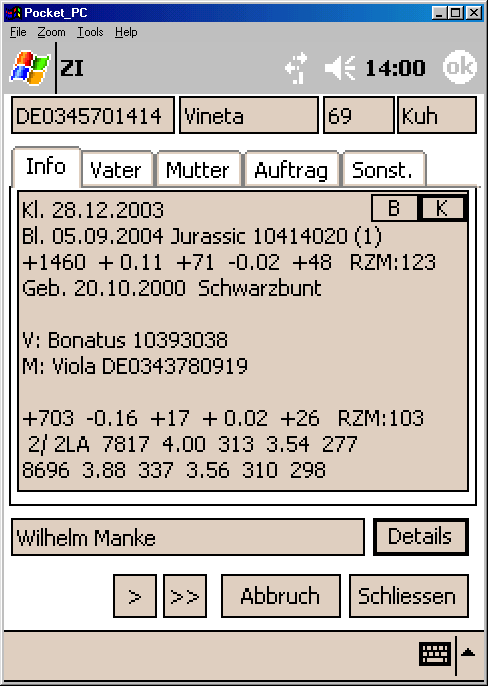 Pocket_PC
File Zoom Tools Help
ZI 14:00 ok
DE0345701414 Vineta 69 Kuh
Info Vater Mutter Auftrag Sonst.
Kl. 28.12.2003 B K
Bl. 05.09.2004 Jurassic 10414020 (1)
+1460 + 0.11 +71 -0.02 +48 RZM:123
Geb. 20.10.2000 Schwarzbunt
V: Bonatus 10393038
M: Viola DE0343780919
+703 -0.16 +17 + 0.02 +26 RZM:103
2/ 2LA 7817 4.00 313 3.54 277
8696 3.88 337 3.56 310 298
Wilhelm Manke Details
> >> Abbruch Schliessen